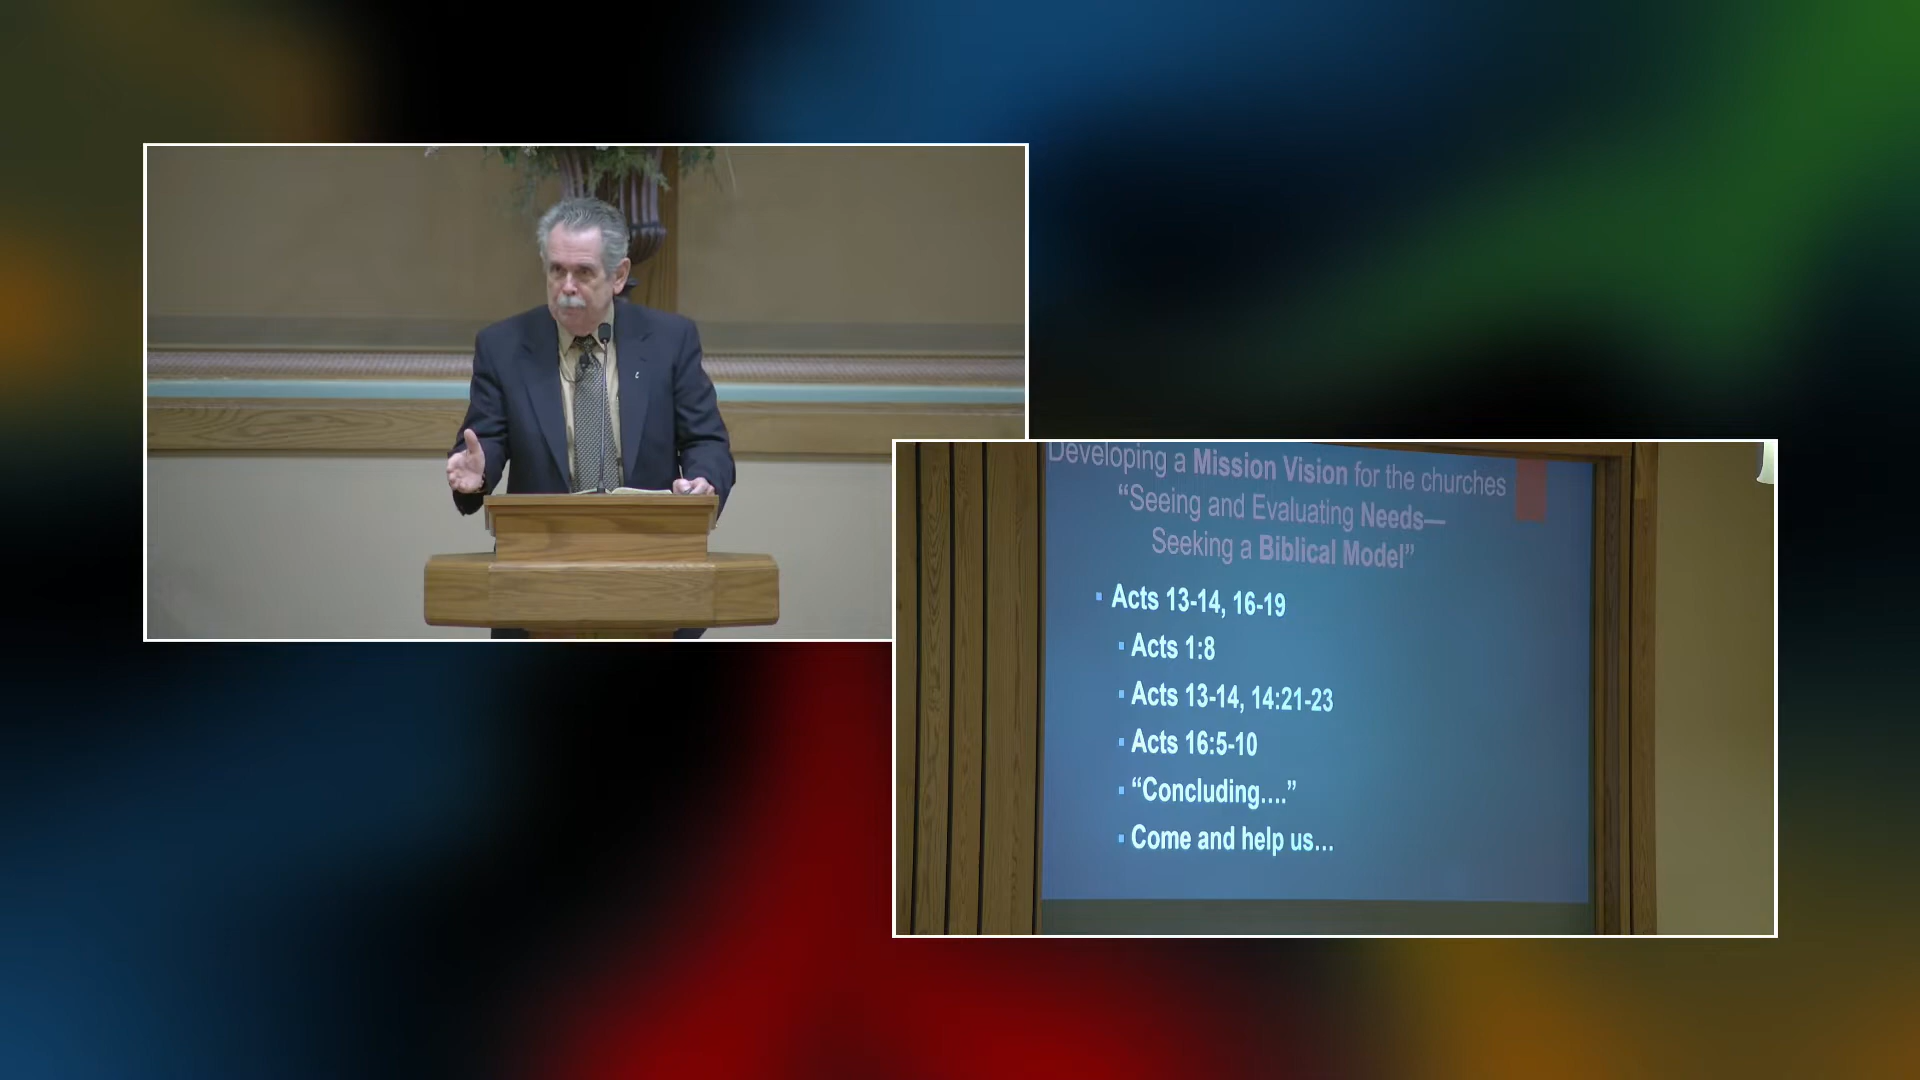 Developing a Mission Vision for the churches
“Seeing and Evaluating Needs—
Seeking a Biblical Model”
▪ Acts 13-14, 16-19
▪ Acts 1:8
▪ Acts 13-14, 14:21-23
▪ Acts 16:5-10
▪ “Concluding....”
▪ Come and help us...